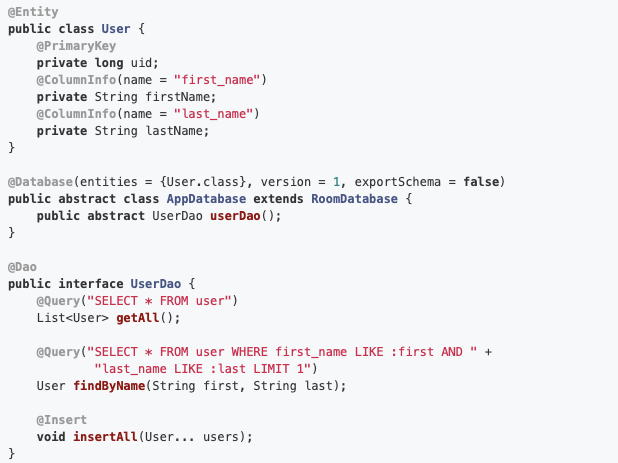 @Entity
public class User {
    @PrimaryKey
    private long uid;
    @ColumnInfo(name = "first_name")
    private String firstName;
    @ColumnInfo(name = "last_name")
    private String lastName;
}

@Database(entities = {User.class}, version = 1, exportSchema = false)
public abstract class AppDatabase extends RoomDatabase {
    public abstract UserDao userDao();
}

@Dao
public interface UserDao {
    @Query("SELECT * FROM user")
    List<User> getAll();

    @Query("SELECT * FROM user WHERE first_name LIKE :first AND " +
            "last_name LIKE :last LIMIT 1")
    User findByName(String first, String last);

    @Insert
    void insertAll(User... users);
}